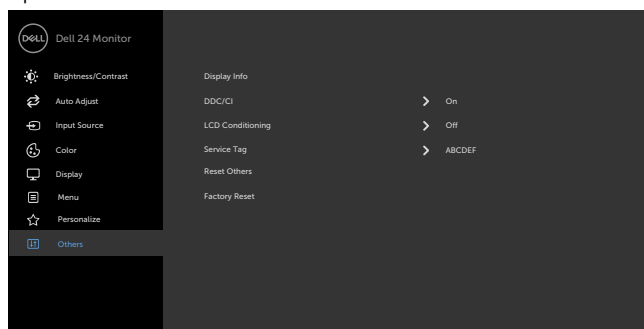 DELL Dell 24 Monitor
Brightness/Contrast Display Info
Auto Adjust DDC/CI On
Input Source LCD Conditioning Off
Color Service Tag ABCDEF
Display Reset Others
Menu Factory Reset
Personalize
Others